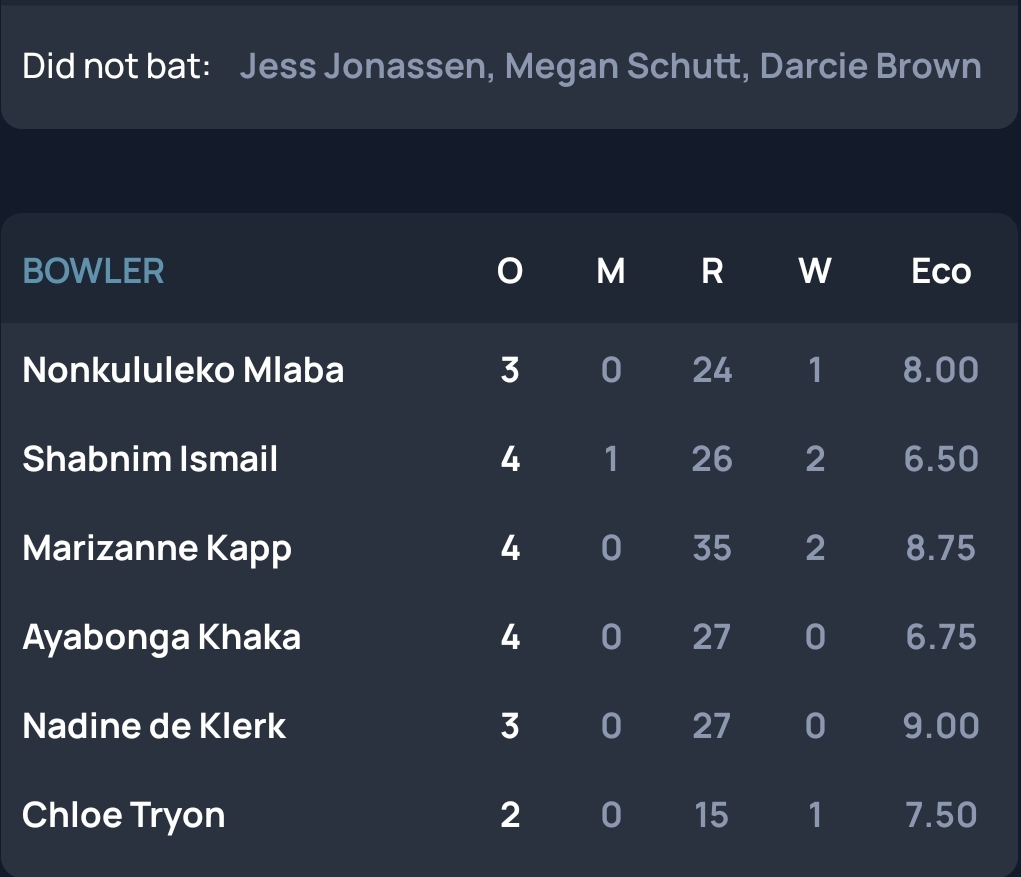 Did not bat: Jess Jonassen, Megan Schutt, Darcie Brown
BOWLER O M R W Eco
Nonkululeko Mlaba 3 0 24 1 8.00
Shabnim Ismail 4 1 26 2 6.50
Marizanne Kapp 4 0 35 2 8.75
Ayabonga Khaka 4 0 27 0 6.75
Nadine de Klerk 3 0 27 0 9.00
Chloe Tryon 2 0 15 1 7.50